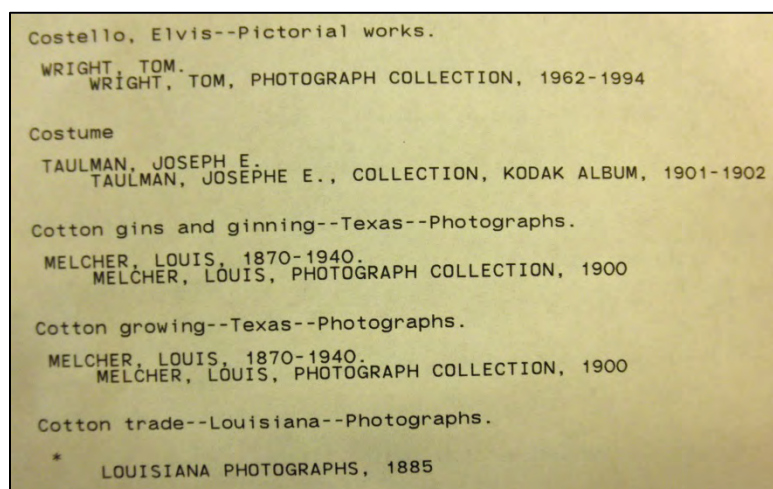 Costello, Elvis--Pictorial works.
WRIGHT, TOM.
WRIGHT, TOM, PHOTOGRAPH COLLECTION, 1962-1994
Costume
TAULMAN, JOSEPH E.
TAULMAN, JOSEPHE E., COLLECTION, KODAK ALBUM, 1901-1902
Cotton gins and ginning--Texas--Photographs.
MELCHER, LOUIS, 1870-1940.
MELCHER, LOUIS, PHOTOGRAPH COLLECTION, 1900
Cotton growing--Texas--Photographs.
MELCHER, LOUIS, 1870-1940.
MELCHER, LOUIS, PHOTOGRAPH COLLECTION, 1900
Cotton trade--Louisiana--Photographs.
*
LOUISIANA PHOTOGRAPHS, 1885